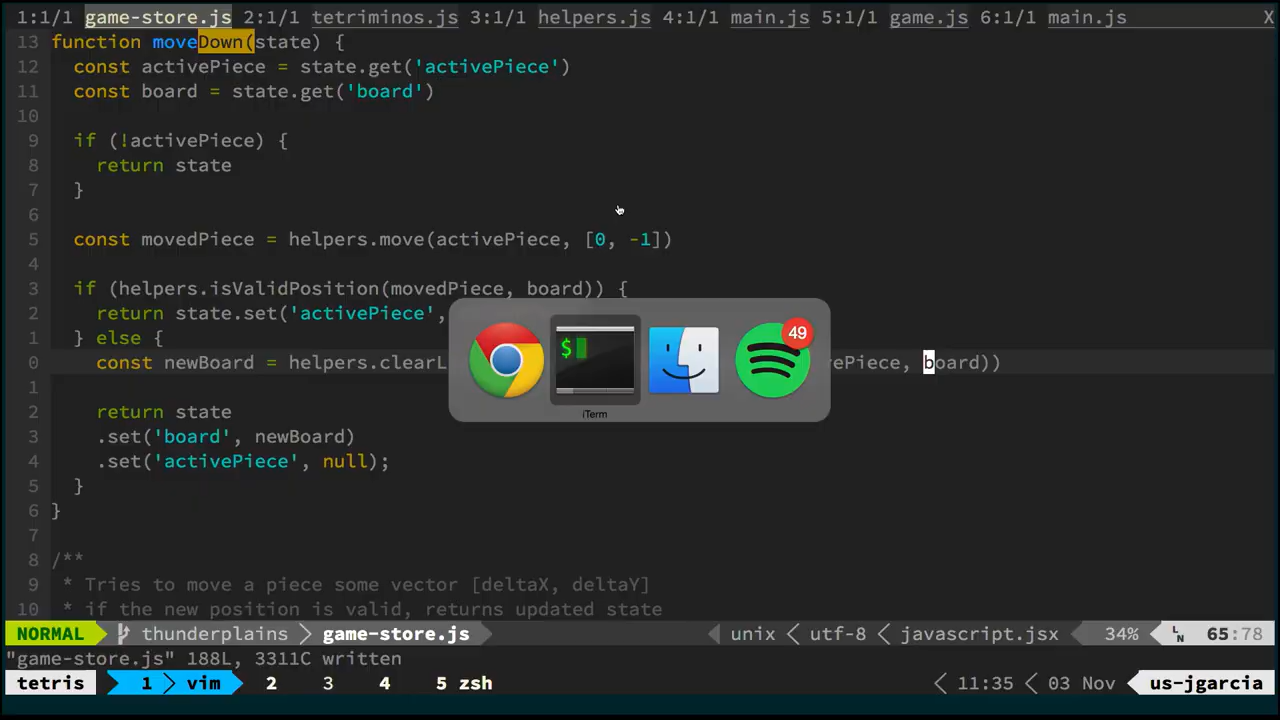 1:1/1 game-store.js 2:1/1 tetriminos.js 3:1/1 helpers.js 4:1/1 main.js 5:1/1 game.js 6:1/1 main.js X
13 function moveDown(state) {
12 const activePiece = state.get('activePiece')
11 const board = state.get('board')
10
9 if (!activePiece) {
8 return state
7 }
6
5 const movedPiece = helpers.move(activePiece, [0, -1])
4
3 if (helpers.isValidPosition(movedPiece, board)) {
2 return state.set('activePiece',
1 } else {
0 const newBoard = helpers.clearL vePiece, board))
1
2 return state
3 .set('board', newBoard)
4 .set('activePiece', null);
5 }
6 }
7
8 /**
9 * Tries to move a piece some vector [deltaX, deltaY]
10 * if the new position is valid, returns updated state
$
49
iTerm
NORMAL thunderplains game-store.js unix utf-8 javascript.jsx 34% LN 65:78
"game-store.js" 188L, 3311C written
tetris 1 vim 2 3 4 5 zsh 11:35 03 Nov us-jgarcia